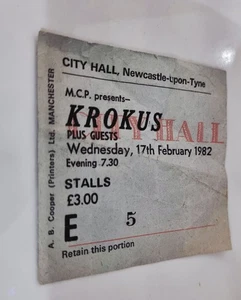 CITY HALL, Newcastle-upon-Tyne
M.C.P. presents—
KROKUS
PLUS GUESTS
CITY HALL
Wednesday, 17th February 1982
Evening 7.30
STALLS
£3.00
E 5
Retain this portion
A. B. Cooper (Printers) Ltd. MANCHESTER